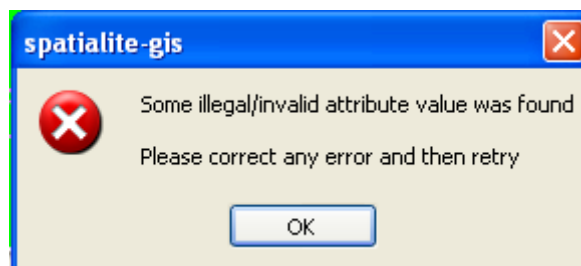 spatialite-gis
Some illegal/invalid attribute value was found
Please correct any error and then retry
OK